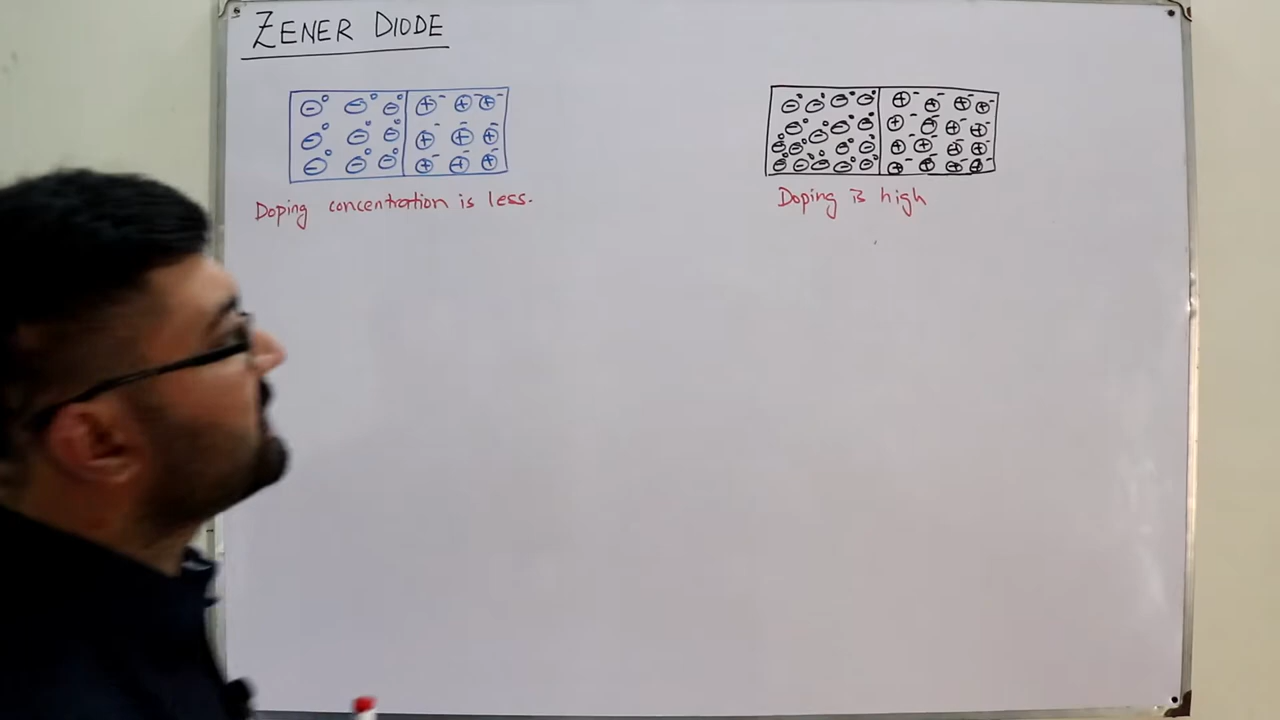 ZENER DIODE
Doping concentration is less.
Doping is high